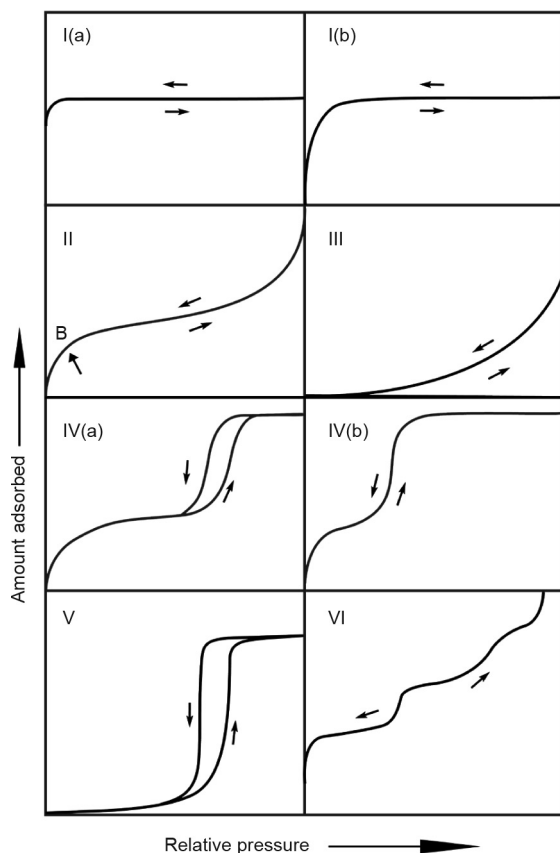 I(a)
I(b)
II
III
B
IV(a)
IV(b)
V
VI
Amount adsorbed
Relative pressure